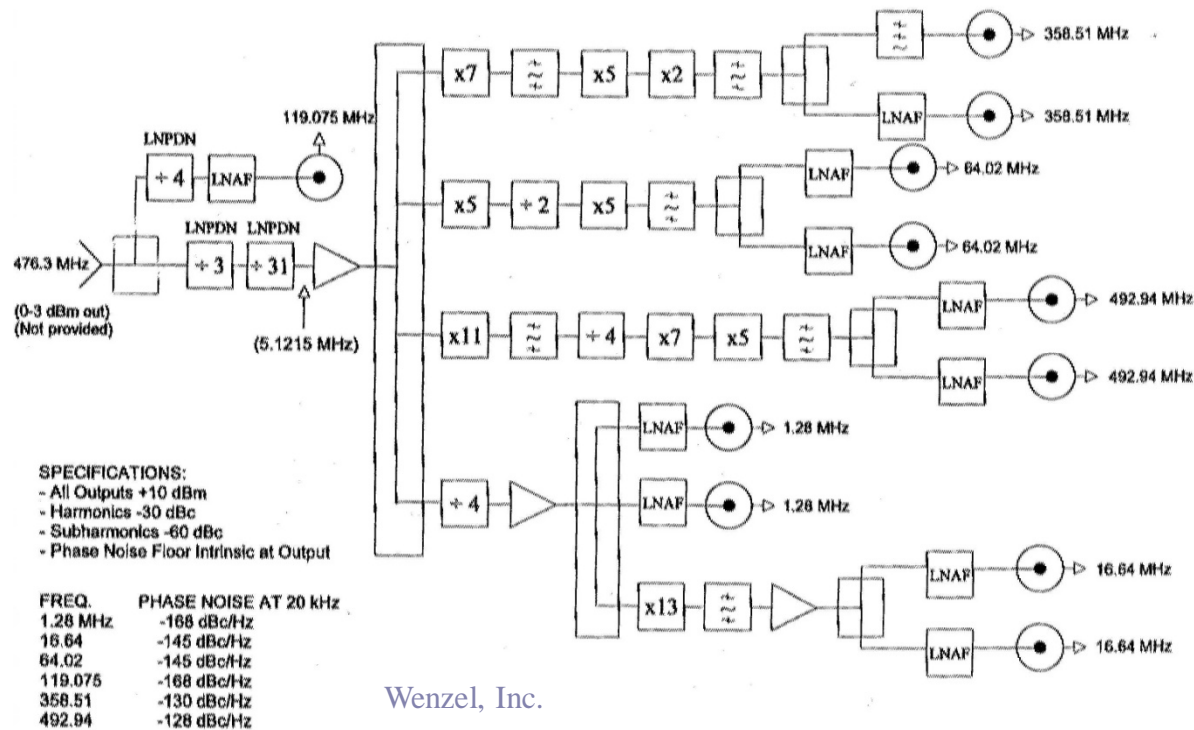 x7
x5
x2
358.51 MHz
LNAF
358.51 MHz
119.075 MHz
LNPDN
÷ 4
LNAF
LNAF
64.02 MHz
x5
÷ 2
x5
LNPDN
LNPDN
476.3 MHz
÷ 3
÷ 31
LNAF
64.02 MHz
(0-3 dBm out)
(Not provided)
(5.1215 MHz)
LNAF
492.94 MHz
x11
÷ 4
x7
x5
LNAF
492.94 MHz
LNAF
1.28 MHz
÷ 4
LNAF
1.28 MHz
LNAF
16.64 MHz
x13
LNAF
16.64 MHz
SPECIFICATIONS:
- All Outputs +10 dBm
- Harmonics -30 dBc
- Subharmonics -60 dBc
- Phase Noise Floor Intrinsic at Output
FREQ. PHASE NOISE AT 20 kHz
1.28 MHz -168 dBc/Hz
16.64 -145 dBc/Hz
64.02 -145 dBc/Hz
119.075 -168 dBc/Hz
358.51 -130 dBc/Hz
492.94 -128 dBc/Hz
Wenzel, Inc.